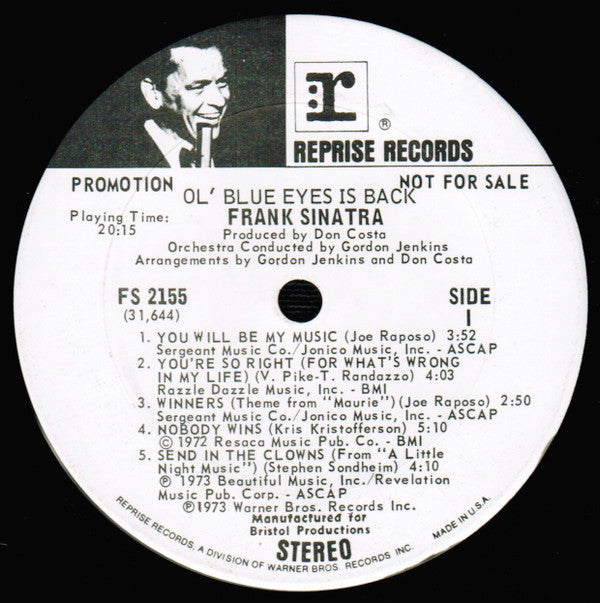 r
®
REPRISE RECORDS
PROMOTION
NOT FOR SALE
OL' BLUE EYES IS BACK
Playing Time:
20:15
FRANK SINATRA
Produced by Don Costa
Orchestra Conducted by Gordon Jenkins
Arrangements by Gordon Jenkins and Don Costa
FS 2155
(31,644)
SIDE
1
1. YOU WILL BE MY MUSIC (Joe Raposo) 3:52
Sergeant Music Co./Jonico Music, Inc. - ASCAP
2. YOU'RE SO RIGHT (FOR WHAT'S WRONG
IN MY LIFE) (V. Pike-T. Randazzo) 4:03
Razzle Dazzle Music, Inc. - BMI
3. WINNERS (Theme from "Maurie") (Joe Raposo) 2:50
Sergeant Music Co./Jonico Music, Inc. - ASCAP
4. NOBODY WINS (Kris Kristofferson) 5:10
© 1972 Resaca Music Pub. Co. - BMI
5. SEND IN THE CLOWNS (From "A Little
Night Music") (Stephen Sondheim) 4:10
℗ 1973 Beautiful Music, Inc./Revelation
Music Pub. Corp. - ASCAP
℗1973 Warner Bros. Records Inc.
Manufactured for
Bristol Productions
STEREO
REPRISE RECORDS, A DIVISION OF WARNER BROS. RECORDS INC. MADE IN U.S.A.